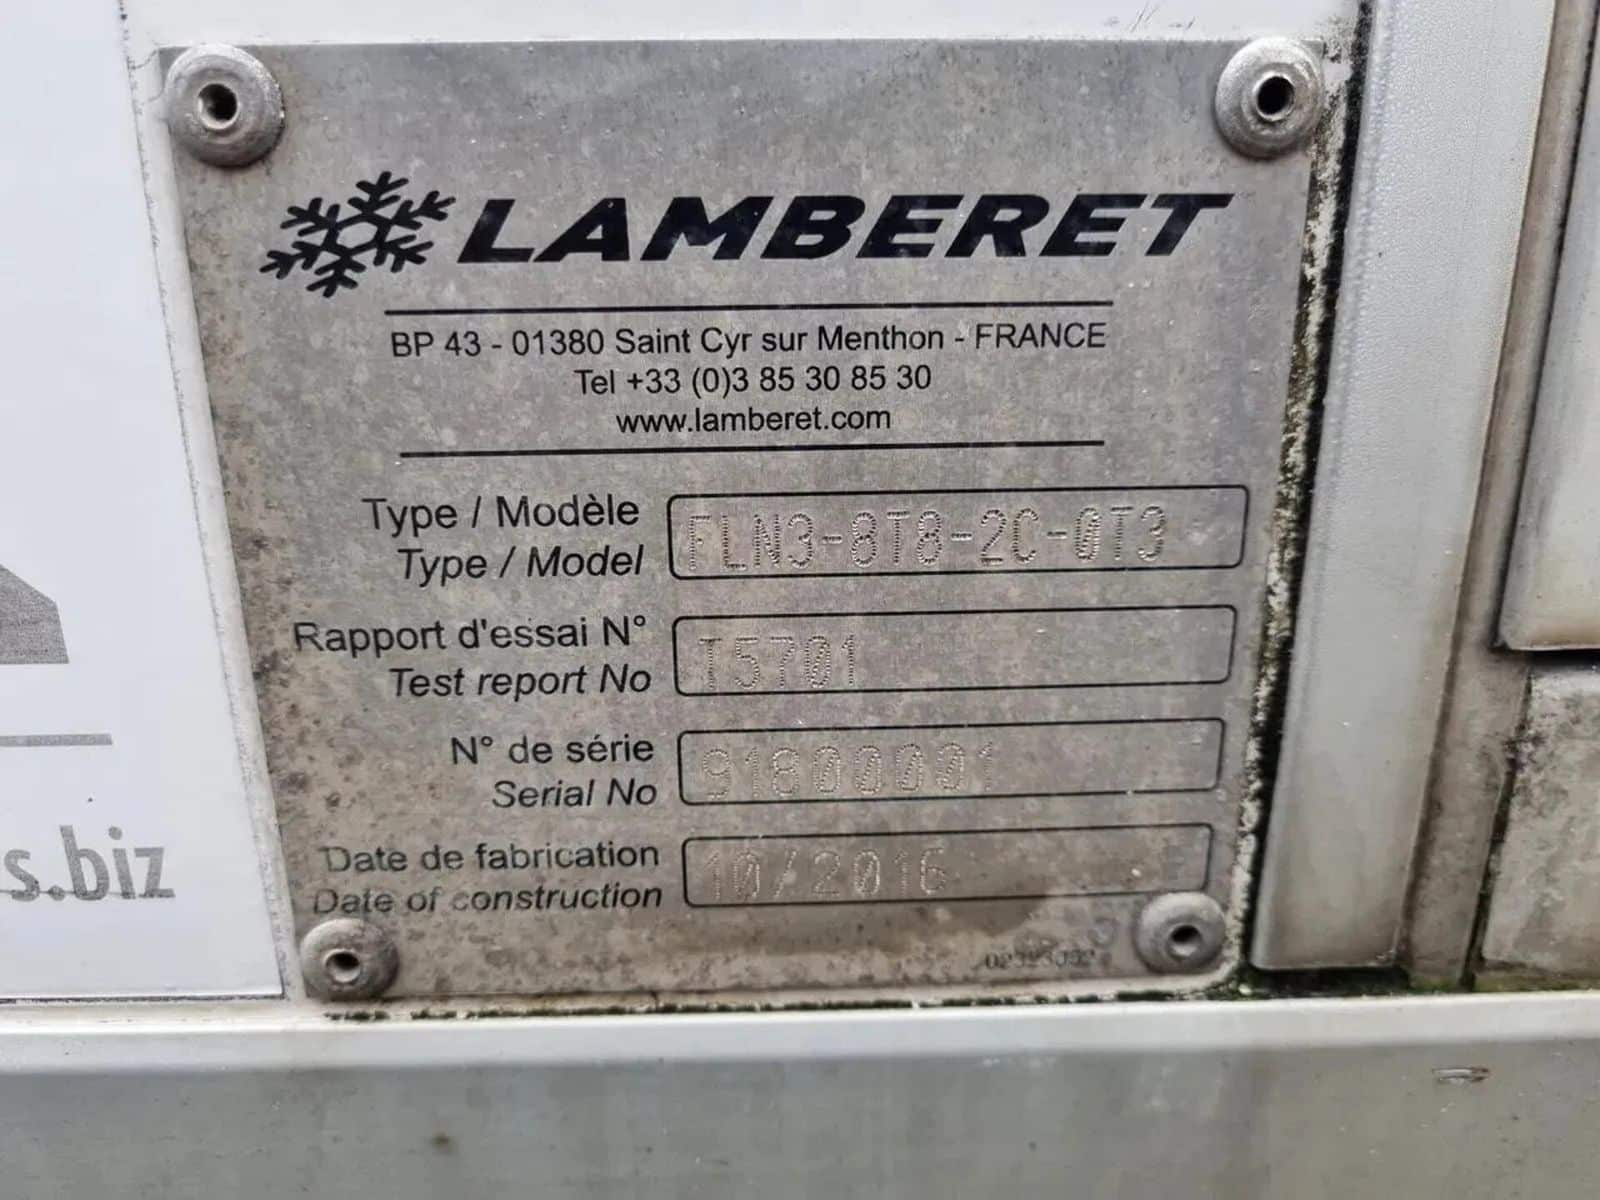 LAMBERET
BP 43 - 01380 Saint Cyr sur Menthon - FRANCE
Tel +33 (0)3 85 30 85 30
www.lamberet.com
Type / Modèle
Type / Model
FLN3-8T8-2C-0T3
Rapport d'essai N°
Test report No
T5701
N° de série
Serial No
91800001
Date de fabrication
Date of construction
10/2016
s.biz